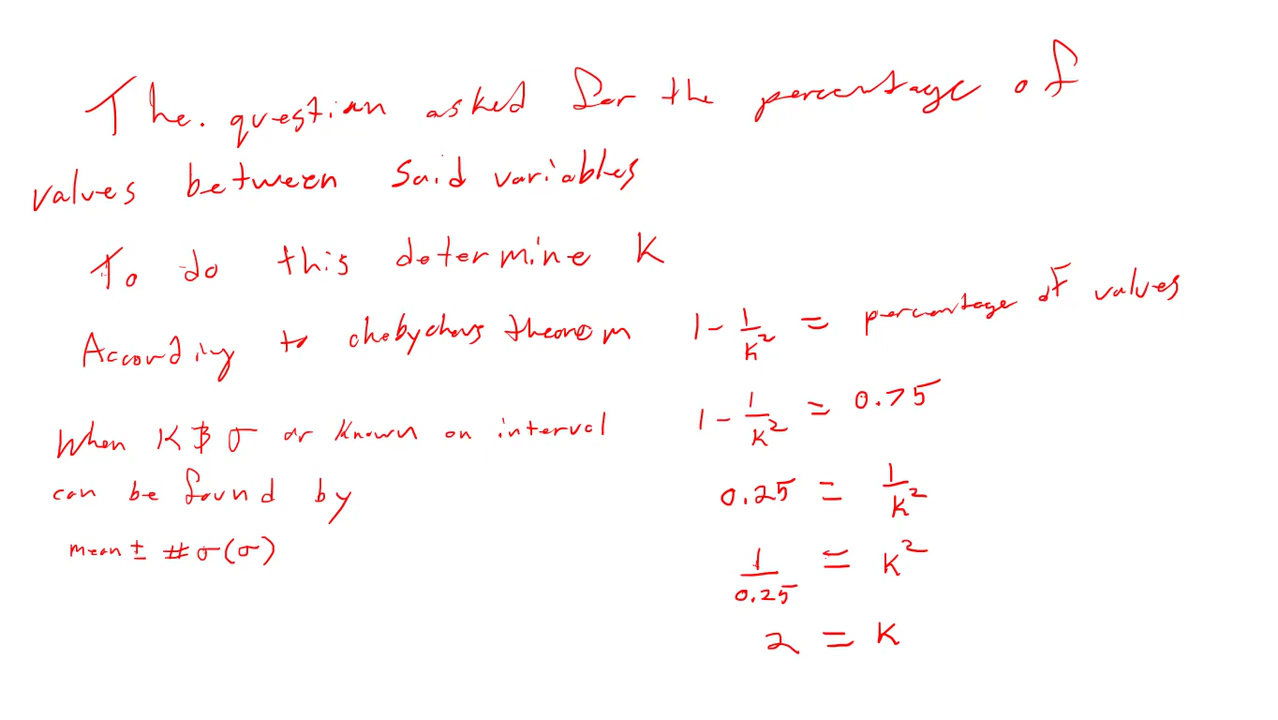 The. question asked for the percentage of
values between said variables
To do this determine K
According to chebychevs theorem 1 - 1/K² = percentage of values
1 - 1/K² = 0.75
When K & σ ar known an interval
can be found by
0.25 = 1/K²
mean ± #σ(σ)
1/0.25 = K²
2 = K